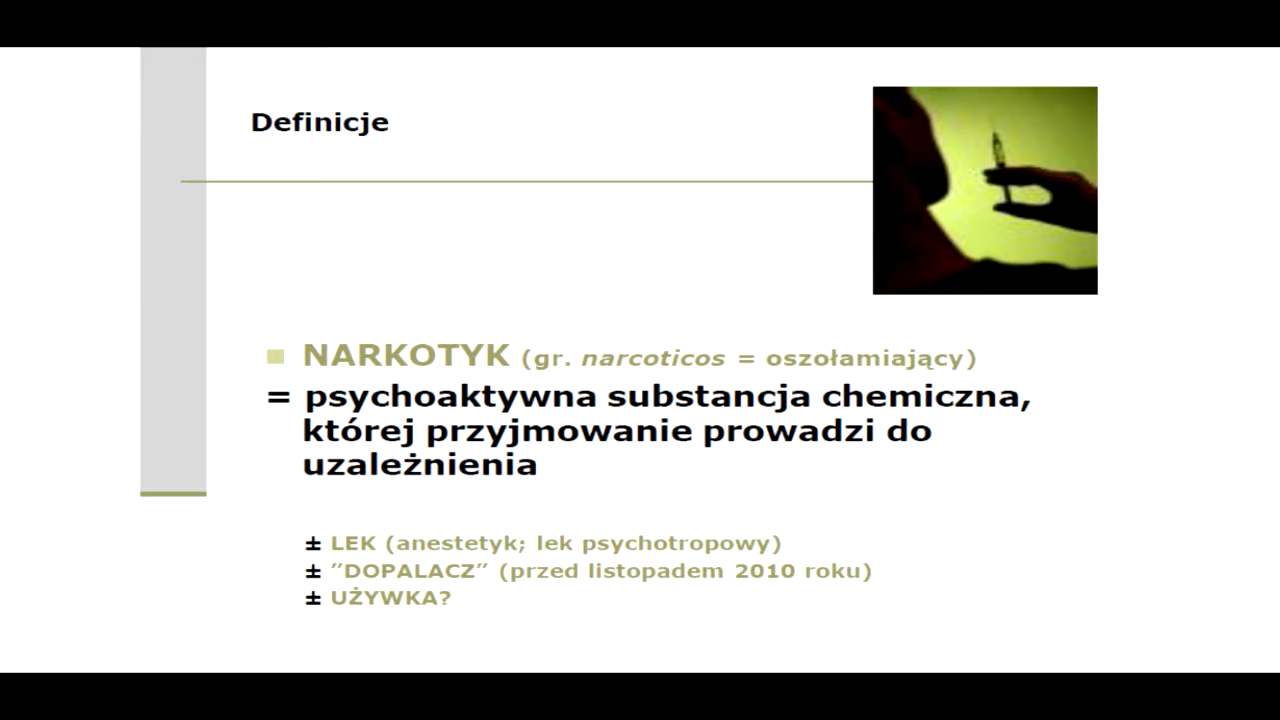 Definicje
NARKOTYK (gr. narcoticos = oszołamiający)
= psychoaktywna substancja chemiczna,
której przyjmowanie prowadzi do
uzależnienia
± LEK (anestetyk; lek psychotropowy)
± ″DOPALACZ″ (przed listopadem 2010 roku)
± UŻYWKA?